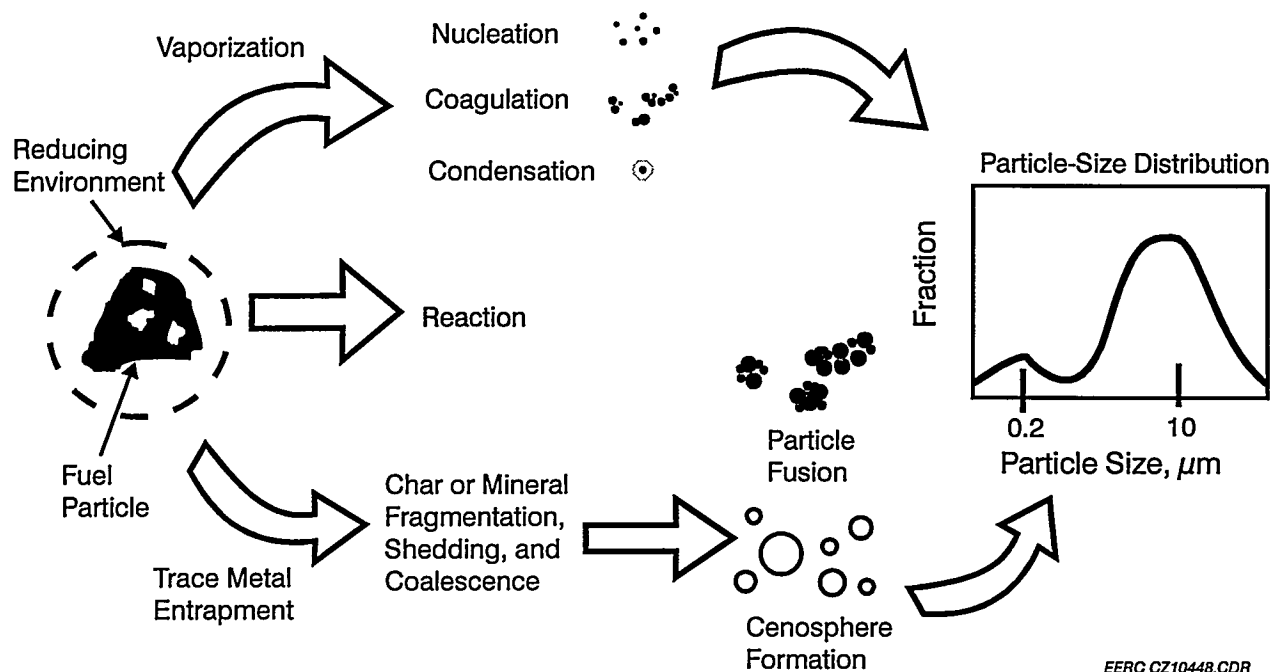 Vaporization
Nucleation
Coagulation
Condensation
Reducing
Environment
Fuel
Particle
Reaction
Trace Metal
Entrapment
Char or Mineral
Fragmentation,
Shedding, and
Coalescence
Particle
Fusion
Cenosphere
Formation
Particle-Size Distribution
Fraction
0.2
10
Particle Size, μm
EERC CZ10448.CDR